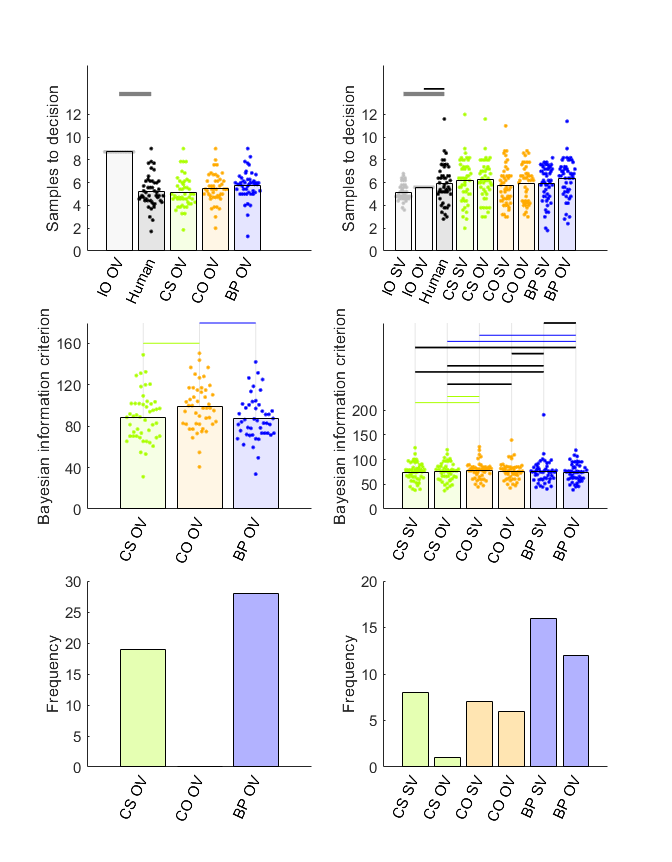 Samples to decision
12
10
8
6
4
2
0
IO OV
Human
CS OV
CO OV
BP OV
Samples to decision
12
10
8
6
4
2
0
IO SV
IO OV
Human
CS SV
CS OV
CO SV
CO OV
BP SV
BP OV
Bayesian information criterion
160
120
80
40
0
CS OV
CO OV
BP OV
Bayesian information criterion
200
150
100
50
0
CS SV
CS OV
CO SV
CO OV
BP SV
BP OV
Frequency
30
25
20
15
10
5
0
CS OV
CO OV
BP OV
Frequency
20
15
10
5
0
CS SV
CS OV
CO SV
CO OV
BP SV
BP OV